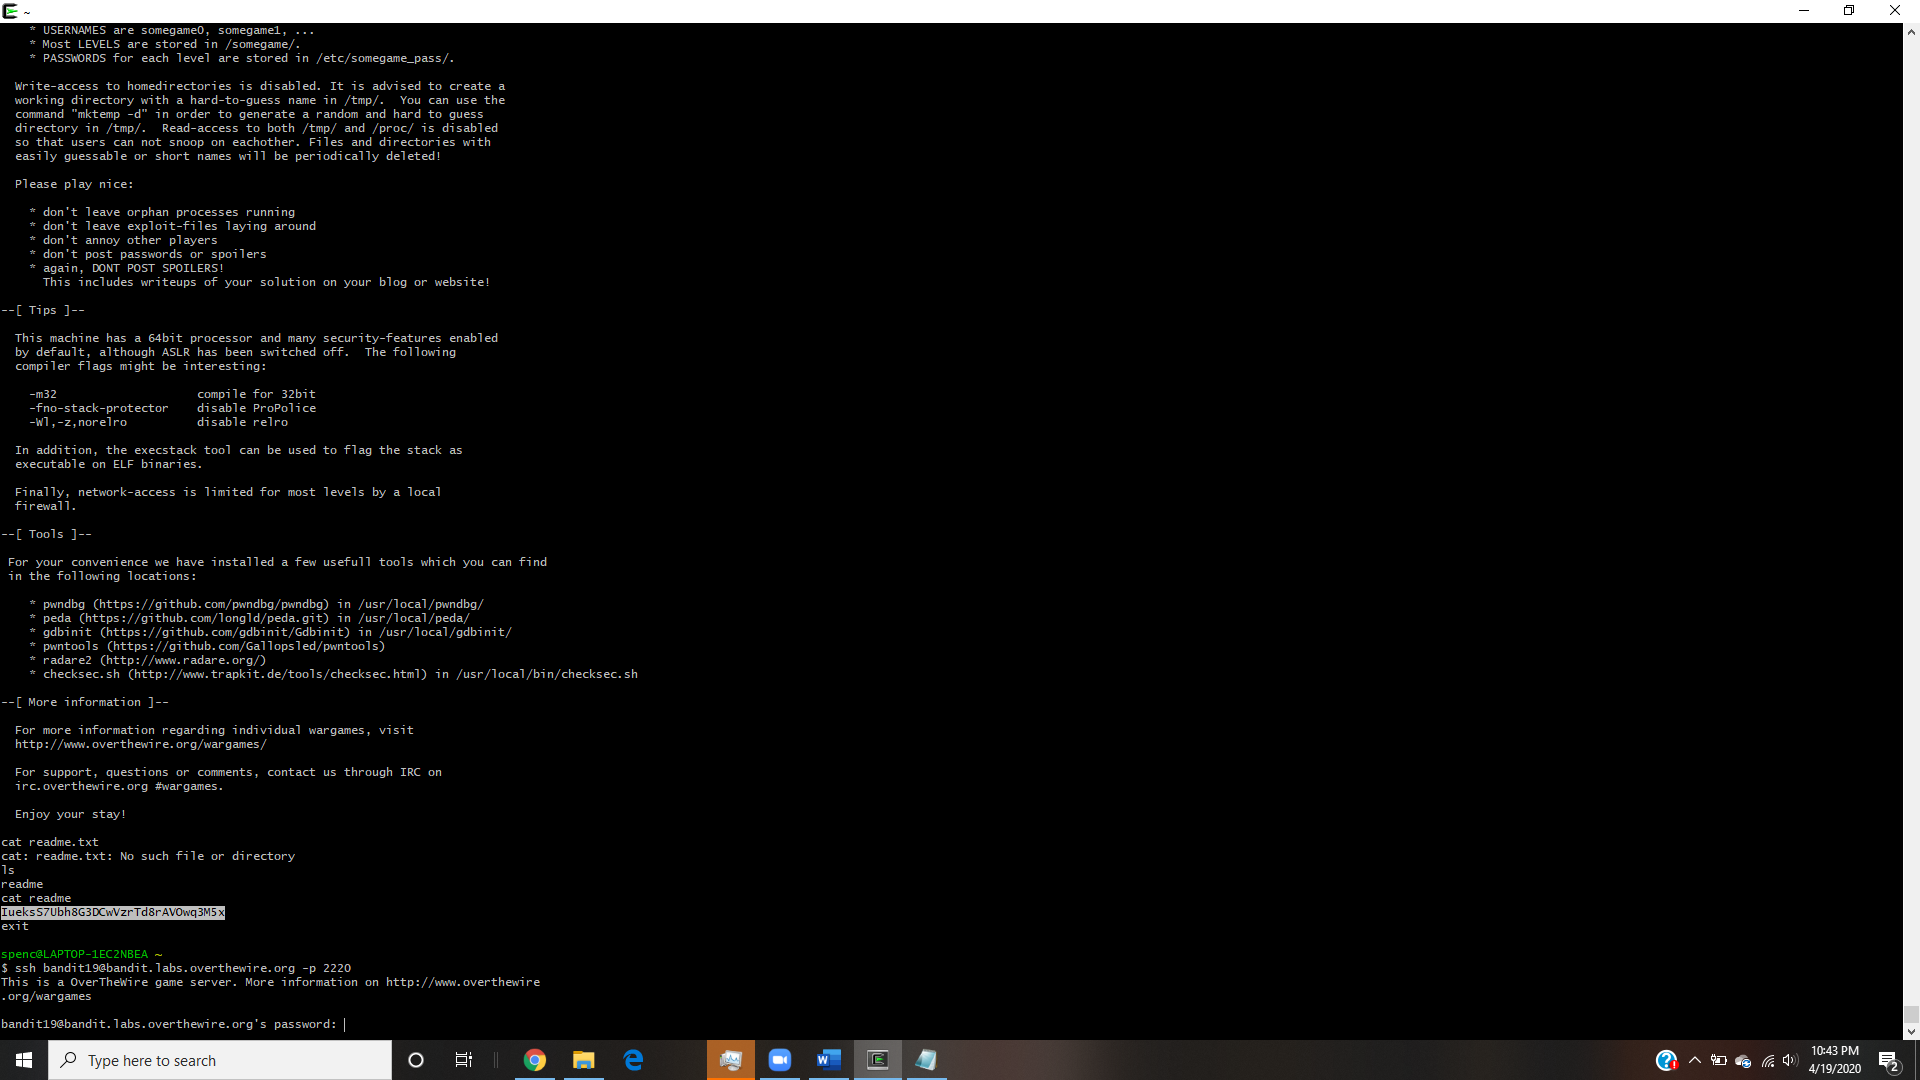 ~
* USERNAMES are somegame0, somegame1, ...
* Most LEVELS are stored in /somegame/.
* PASSWORDS for each level are stored in /etc/somegame_pass/.
Write-access to homedirectories is disabled. It is advised to create a
working directory with a hard-to-guess name in /tmp/.  You can use the
command "mktemp -d" in order to generate a random and hard to guess
directory in /tmp/.  Read-access to both /tmp/ and /proc/ is disabled
so that users can not snoop on eachother. Files and directories with
easily guessable or short names will be periodically deleted!
Please play nice:
* don't leave orphan processes running
* don't leave exploit-files laying around
* don't annoy other players
* don't post passwords or spoilers
* again, DONT POST SPOILERS!
This includes writeups of your solution on your blog or website!
--[ Tips ]--
This machine has a 64bit processor and many security-features enabled
by default, although ASLR has been switched off.  The following
compiler flags might be interesting:
-m32                    compile for 32bit
-fno-stack-protector    disable ProPolice
-Wl,-z,norelro          disable relro
In addition, the execstack tool can be used to flag the stack as
executable on ELF binaries.
Finally, network-access is limited for most levels by a local
firewall.
--[ Tools ]--
For your convenience we have installed a few usefull tools which you can find
in the following locations:
* pwndbg (https://github.com/pwndbg/pwndbg) in /usr/local/pwndbg/
* peda (https://github.com/longld/peda.git) in /usr/local/peda/
* gdbinit (https://github.com/gdbinit/Gdbinit) in /usr/local/gdbinit/
* pwntools (https://github.com/Gallopsled/pwntools)
* radare2 (http://www.radare.org/)
* checksec.sh (http://www.trapkit.de/tools/checksec.html) in /usr/local/bin/checksec.sh
--[ More information ]--
For more information regarding individual wargames, visit
http://www.overthewire.org/wargames/
For support, questions or comments, contact us through IRC on
irc.overthewire.org #wargames.
Enjoy your stay!
cat readme.txt
cat: readme.txt: No such file or directory
ls
readme
cat readme
IueksS7Ubh8G3DCwVzrTd8rAVOwq3M5x
exit
spenc@LAPTOP-1EC2NBEA ~
$ ssh bandit19@bandit.labs.overthewire.org -p 2220
This is a OverTheWire game server. More information on http://www.overthewire
.org/wargames
bandit19@bandit.labs.overthewire.org's password:
Type here to search
10:43 PM
4/19/2020
2